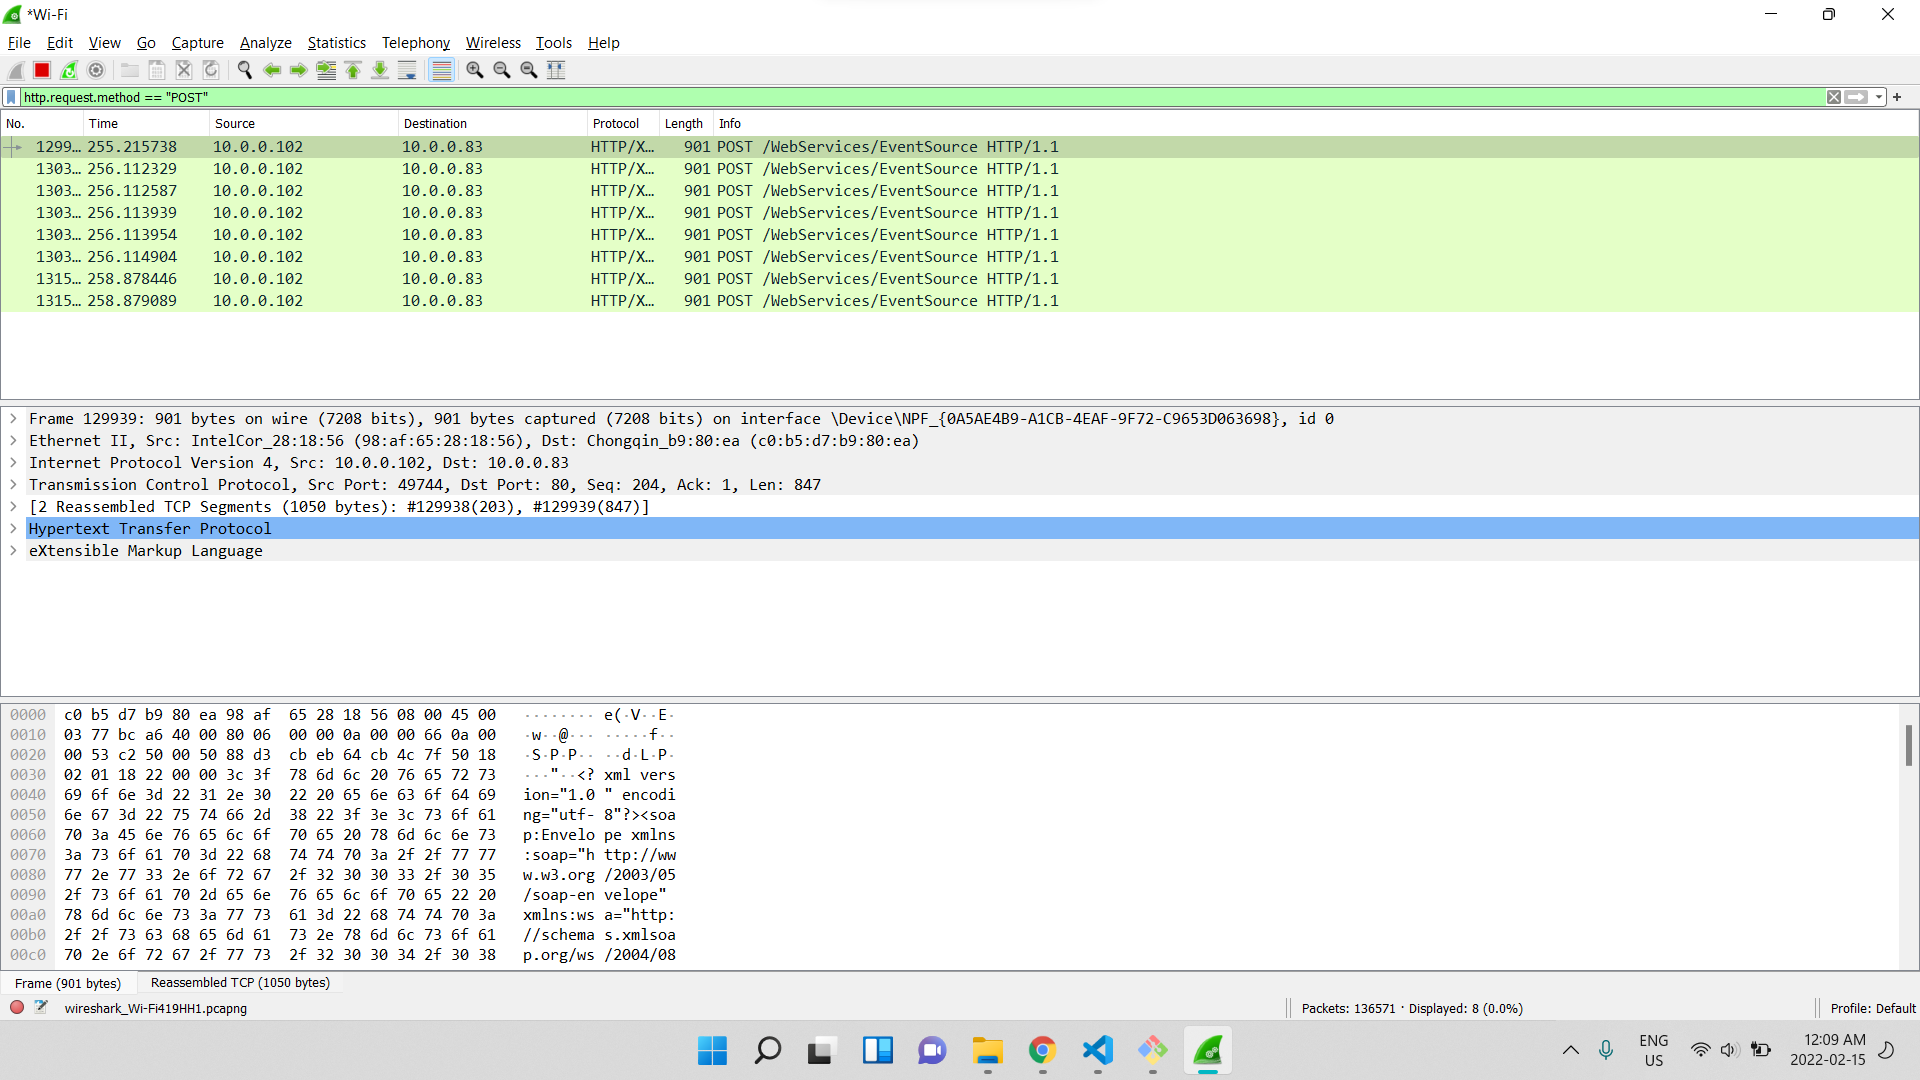 *Wi-Fi
File Edit View Go Capture Analyze Statistics Telephony Wireless Tools Help
http.request.method == "POST"
No. Time Source Destination Protocol Length Info
1299… 255.215738 10.0.0.102 10.0.0.83 HTTP/X… 901 POST /WebServices/EventSource HTTP/1.1
1303… 256.112329 10.0.0.102 10.0.0.83 HTTP/X… 901 POST /WebServices/EventSource HTTP/1.1
1303… 256.112587 10.0.0.102 10.0.0.83 HTTP/X… 901 POST /WebServices/EventSource HTTP/1.1
1303… 256.113939 10.0.0.102 10.0.0.83 HTTP/X… 901 POST /WebServices/EventSource HTTP/1.1
1303… 256.113954 10.0.0.102 10.0.0.83 HTTP/X… 901 POST /WebServices/EventSource HTTP/1.1
1303… 256.114904 10.0.0.102 10.0.0.83 HTTP/X… 901 POST /WebServices/EventSource HTTP/1.1
1315… 258.878446 10.0.0.102 10.0.0.83 HTTP/X… 901 POST /WebServices/EventSource HTTP/1.1
1315… 258.879089 10.0.0.102 10.0.0.83 HTTP/X… 901 POST /WebServices/EventSource HTTP/1.1
Frame 129939: 901 bytes on wire (7208 bits), 901 bytes captured (7208 bits) on interface \Device\NPF_{0A5AE4B9-A1CB-4EAF-9F72-C9653D063698}, id 0
Ethernet II, Src: IntelCor_28:18:56 (98:af:65:28:18:56), Dst: Chongqin_b9:80:ea (c0:b5:d7:b9:80:ea)
Internet Protocol Version 4, Src: 10.0.0.102, Dst: 10.0.0.83
Transmission Control Protocol, Src Port: 49744, Dst Port: 80, Seq: 204, Ack: 1, Len: 847
[2 Reassembled TCP Segments (1050 bytes): #129938(203), #129939(847)]
Hypertext Transfer Protocol
eXtensible Markup Language
0000 c0 b5 d7 b9 80 ea 98 af 65 28 18 56 08 00 45 00 ········ e(·V··E·
0010 03 77 bc a6 40 00 80 06 00 00 0a 00 00 66 0a 00 ·w··@··· ·····f··
0020 00 53 c2 50 00 50 88 d3 cb eb 64 cb 4c 7f 50 18 ·S·P·P·· ··d·L·P·
0030 02 01 18 22 00 00 3c 3f 78 6d 6c 20 76 65 72 73 ···"··<? xml vers
0040 69 6f 6e 3d 22 31 2e 30 22 20 65 6e 63 6f 64 69 ion="1.0 " encodi
0050 6e 67 3d 22 75 74 66 2d 38 22 3f 3e 3c 73 6f 61 ng="utf- 8"?><soa
0060 70 3a 45 6e 76 65 6c 6f 70 65 20 78 6d 6c 6e 73 p:Envelo pe xmlns
0070 3a 73 6f 61 70 3d 22 68 74 74 70 3a 2f 2f 77 77 :soap="h ttp://ww
0080 77 2e 77 33 2e 6f 72 67 2f 32 30 30 33 2f 30 35 w.w3.org /2003/05
0090 2f 73 6f 61 70 2d 65 6e 76 65 6c 6f 70 65 22 20 /soap-en velope"
00a0 78 6d 6c 6e 73 3a 77 73 61 3d 22 68 74 74 70 3a xmlns:ws a="http:
00b0 2f 2f 73 63 68 65 6d 61 73 2e 78 6d 6c 73 6f 61 //schema s.xmlsoa
00c0 70 2e 6f 72 67 2f 77 73 2f 32 30 30 34 2f 30 38 p.org/ws /2004/08
Frame (901 bytes) Reassembled TCP (1050 bytes)
wireshark_Wi-Fi419HH1.pcapng Packets: 136571 · Displayed: 8 (0.0%) Profile: Default
ENG 12:09 AM
US 2022-02-15